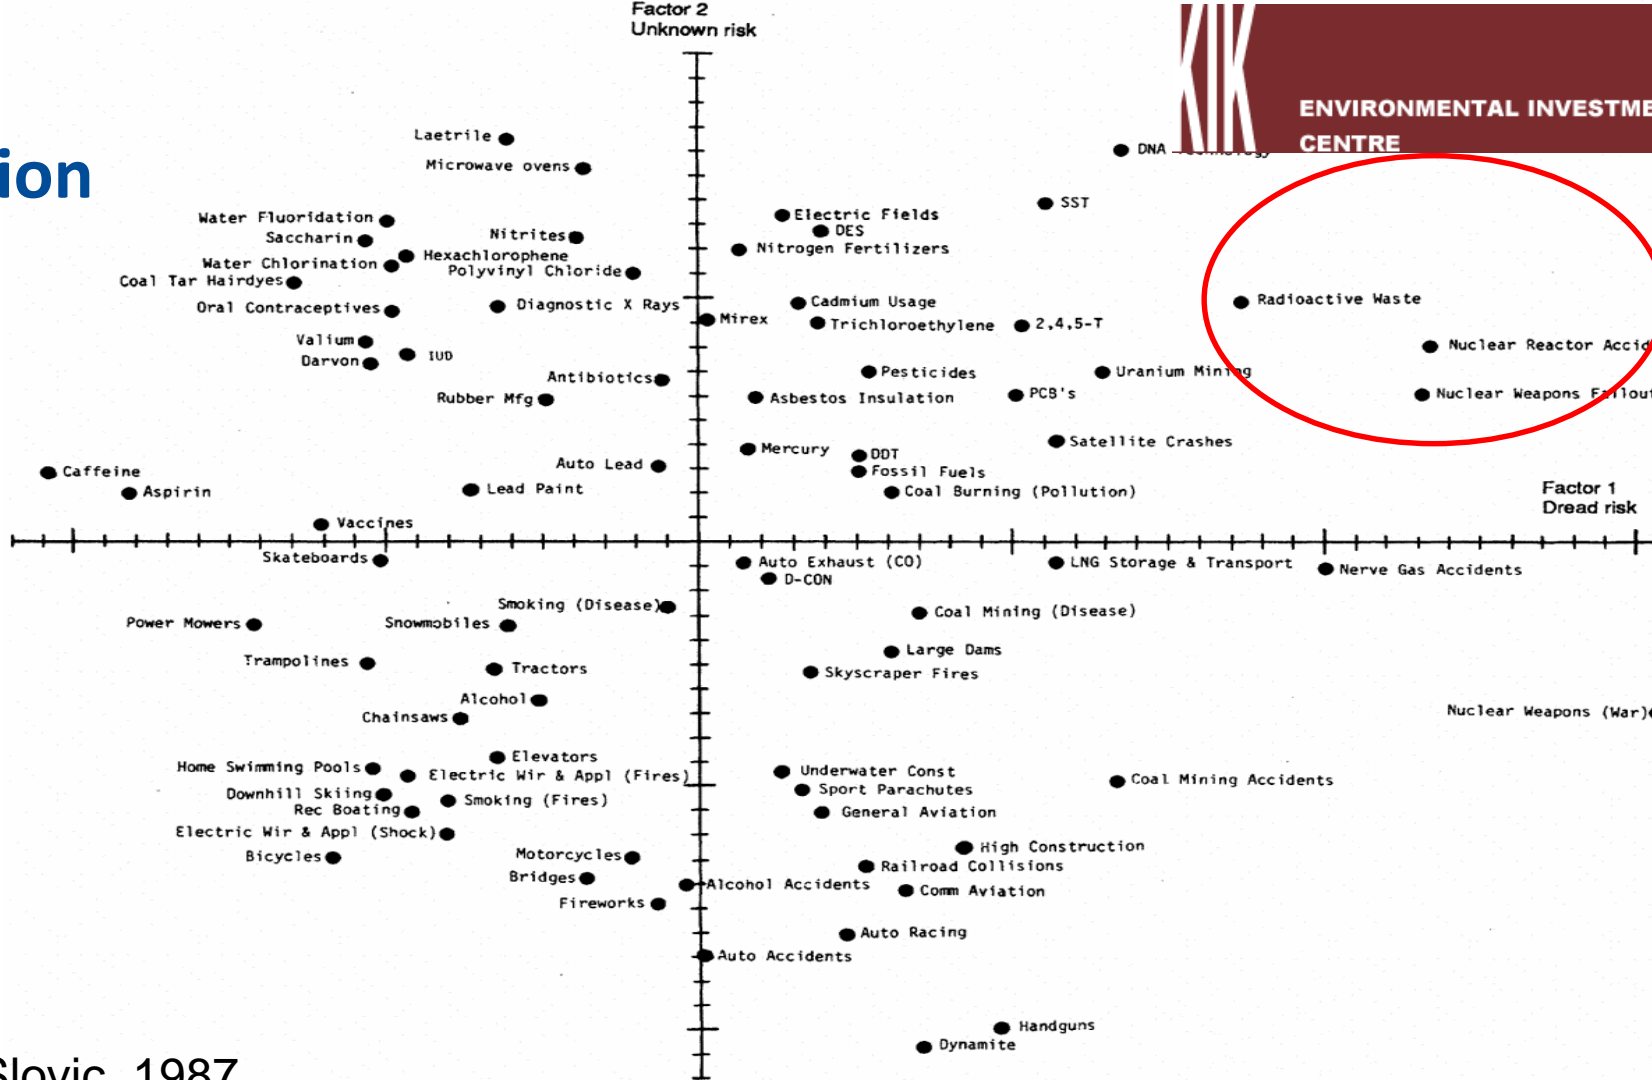 Factor 2
Unknown risk
ENVIRONMENTAL INVESTME
CENTRE
ion
Laetrile
DNA
Microwave ovens
SST
Water Fluoridation
Electric Fields
Saccharin
Nitrites
DES
Hexachlorophene
Nitrogen Fertilizers
Water Chlorination
Polyvinyl Chloride
Coal Tar Hairdyes
Oral Contraceptives
Diagnostic X Rays
Cadmium Usage
Radioactive Waste
Mirex
Trichloroethylene
2,4,5-T
Valium
IUD
Nuclear Reactor Accid
Darvon
Antibiotics
Pesticides
Uranium Mining
Rubber Mfg
Asbestos Insulation
PCB's
Nuclear Weapons Fallout
Mercury
DDT
Satellite Crashes
Auto Lead
Fossil Fuels
Caffeine
Lead Paint
Coal Burning (Pollution)
Aspirin
Factor 1
Dread risk
Vaccines
Skateboards
Auto Exhaust (CO)
LNG Storage & Transport
Nerve Gas Accidents
D-CON
Smoking (Disease)
Coal Mining (Disease)
Power Mowers
Snowmobiles
Large Dams
Trampolines
Tractors
Skyscraper Fires
Alcohol
Chainsaws
Nuclear Weapons (War)
Elevators
Home Swimming Pools
Electric Wir & Appl (Fires)
Underwater Const
Coal Mining Accidents
Downhill Skiing
Smoking (Fires)
Sport Parachutes
Rec Boating
General Aviation
Electric Wir & Appl (Shock)
High Construction
Bicycles
Motorcycles
Railroad Collisions
Bridges
Alcohol Accidents
Comm Aviation
Fireworks
Auto Racing
Auto Accidents
Handguns
Dynamite
Slovic, 1987